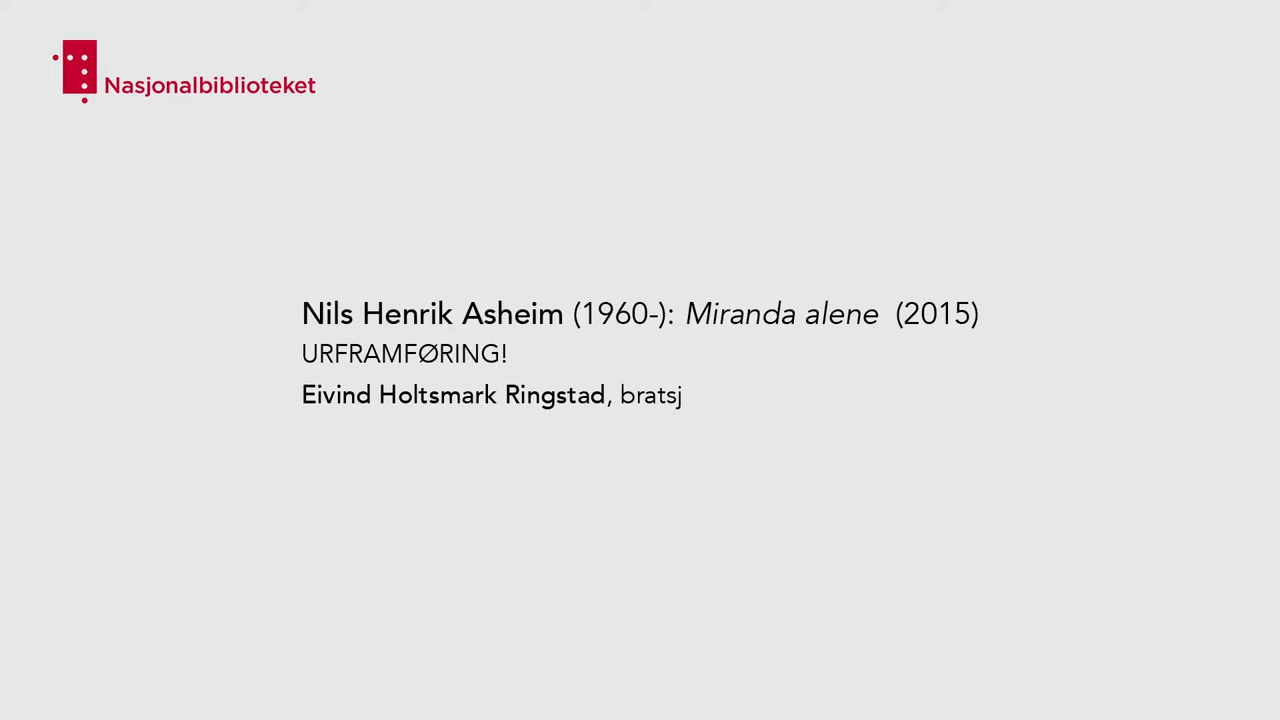 Nasjonalbiblioteket
Nils Henrik Asheim (1960-): Miranda alene (2015)
URFRAMFØRING!
Eivind Holtsmark Ringstad, bratsj